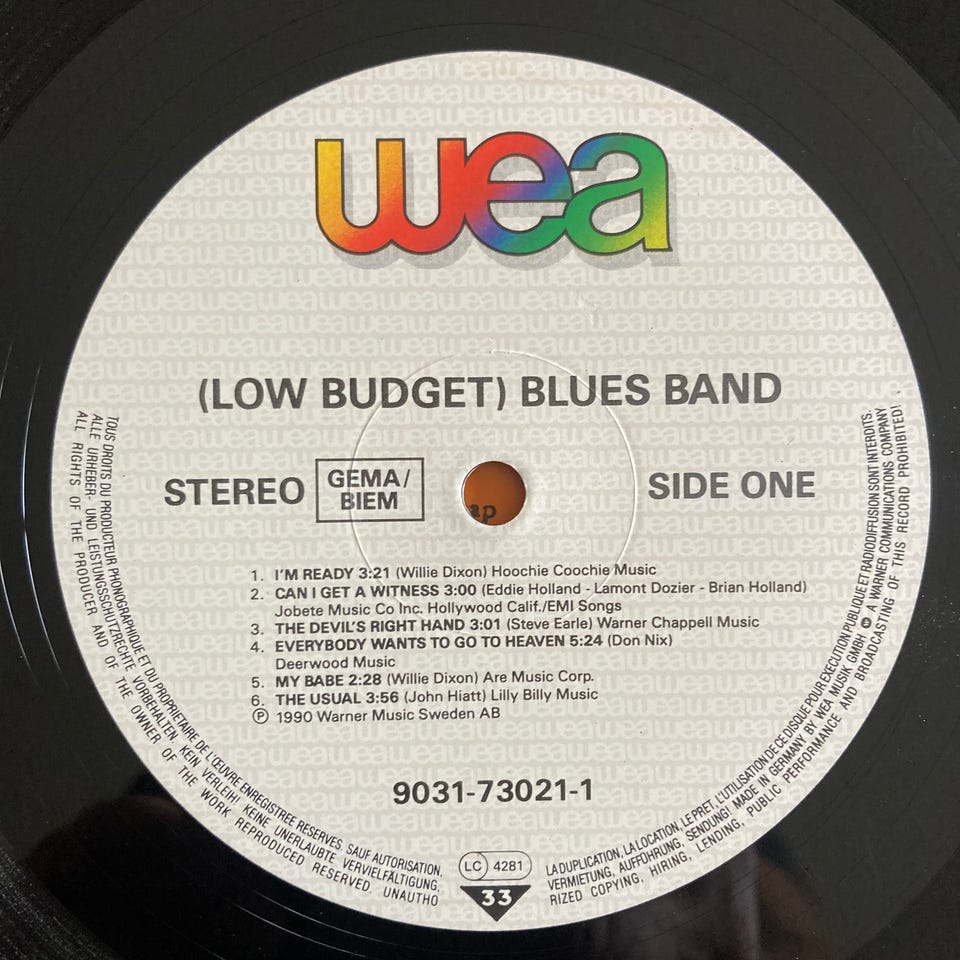 wea
(LOW BUDGET) BLUES BAND
STEREO
GEMA/
BIEM
SIDE ONE
1. I'M READY 3:21 (Willie Dixon) Hoochie Coochie Music
2. CAN I GET A WITNESS 3:00 (Eddie Holland - Lamont Dozier - Brian Holland)
Jobete Music Co Inc. Hollywood Calif./EMI Songs
3. THE DEVIL'S RIGHT HAND 3:01 (Steve Earle) Warner Chappell Music
4. EVERYBODY WANTS TO GO TO HEAVEN 5:24 (Don Nix)
Deerwood Music
5. MY BABE 2:28 (Willie Dixon) Are Music Corp.
6. THE USUAL 3:56 (John Hiatt) Lilly Billy Music
Ⓟ 1990 Warner Music Sweden AB
9031-73021-1
LC 4281
33
TOUS DROITS DU PRODUCTEUR PHONOGRAPHIQUE ET DU PROPRIETAIRE DE L'ŒUVRE ENREGISTREE RESERVES. SAUF AUTORISATION,
ALLE URHEBER- UND LEISTUNGSSCHUTZRECHTE VORBEHALTEN. KEIN VERLEIH! KEINE UNERLAUBTE VERVIELFÄLTIGUNG,
ALL RIGHTS OF THE PRODUCER AND OF THE OWNER OF THE WORK REPRODUCED RESERVED. UNAUTHO
LA DUPLICATION, LA LOCATION, LE PRET, L'UTILISATION DE CE DISQUE POUR EXECUTION PUBLIQUE ET RADIODIFFUSION SONT INTERDITS.
VERMIETUNG, AUFFÜHRUNG, SENDUNG! MADE IN GERMANY BY WEA MUSIK GMBH A WARNER COMMUNICATIONS COMPANY
RIZED COPYING, HIRING, LENDING, PUBLIC PERFORMANCE AND BROADCASTING OF THIS RECORD PROHIBITED!